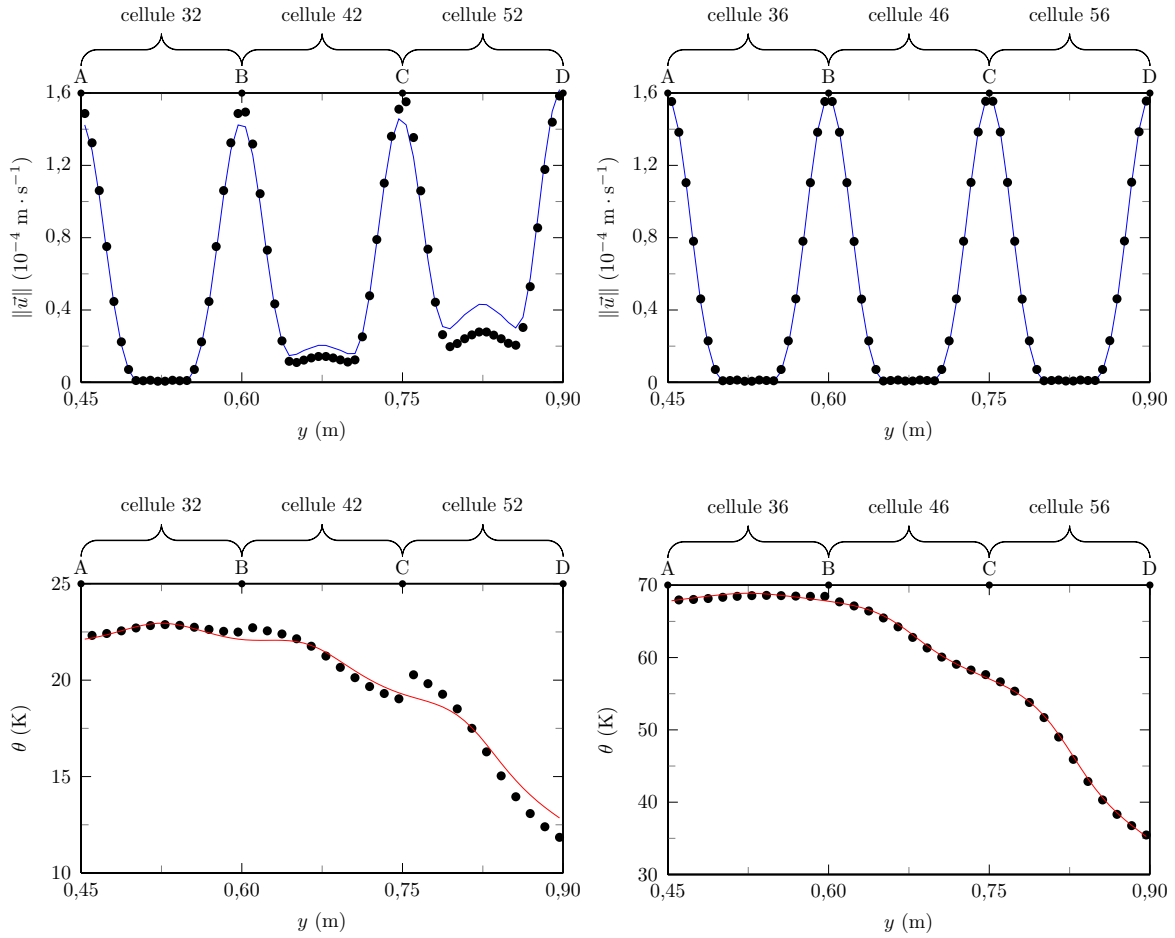 cellule 32 cellule 42 cellule 52
A B C D
1,6
1,2
0,8
0,4
0
‖u⃗‖ (10⁻⁴ m · s⁻¹)
0,45 0,60 0,75 0,90
y (m)
cellule 36 cellule 46 cellule 56
A B C D
1,6
1,2
0,8
0,4
0
‖u⃗‖ (10⁻⁴ m · s⁻¹)
0,45 0,60 0,75 0,90
y (m)
cellule 32 cellule 42 cellule 52
A B C D
25
20
15
10
θ (K)
0,45 0,60 0,75 0,90
y (m)
cellule 36 cellule 46 cellule 56
A B C D
70
60
50
40
30
θ (K)
0,45 0,60 0,75 0,90
y (m)